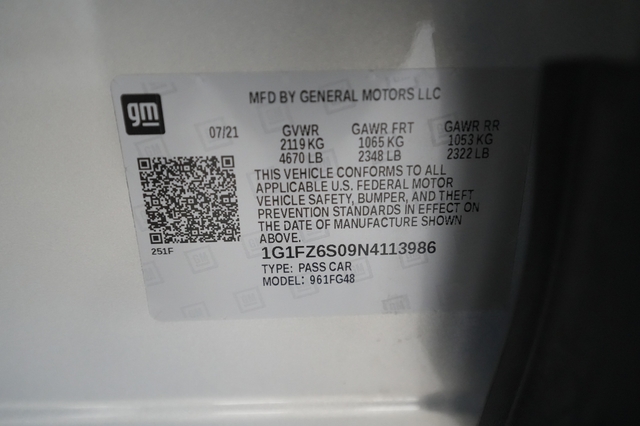 gm
MFD BY GENERAL MOTORS LLC
07/21 GVWR GAWR FRT GAWR RR
2119 KG 1065 KG 1053 KG
4670 LB 2348 LB 2322 LB
THIS VEHICLE CONFORMS TO ALL
APPLICABLE U.S. FEDERAL MOTOR
VEHICLE SAFETY, BUMPER, AND THEFT
PREVENTION STANDARDS IN EFFECT ON
THE DATE OF MANUFACTURE SHOWN
ABOVE.
251F
1G1FZ6S09N4113986
TYPE: PASS CAR
MODEL: 961FG48